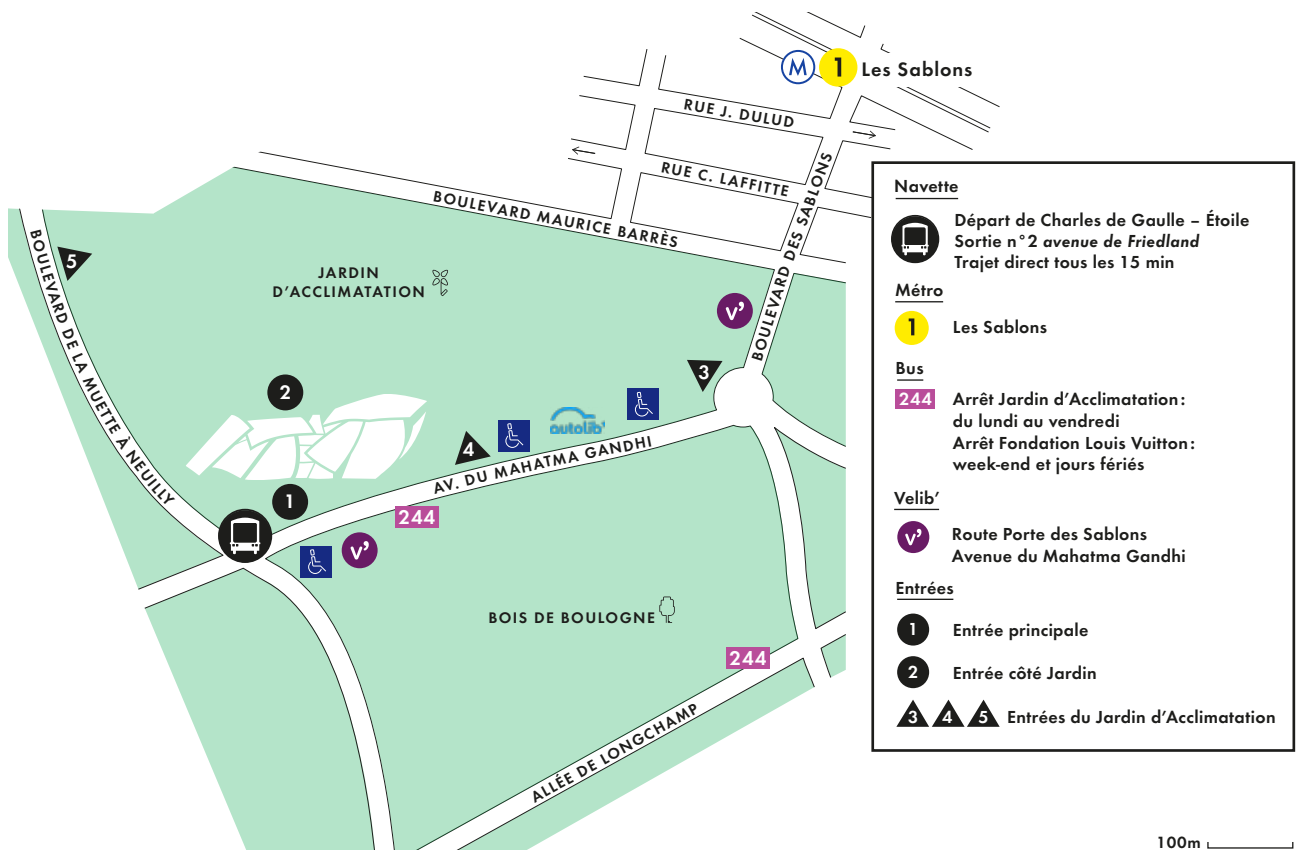 M 1 Les Sablons
RUE J. DULUD
RUE C. LAFFITTE
BOULEVARD DES SABLONS
BOULEVARD MAURICE BARRÈS
BOULEVARD DE LA MUETTE À NEUILLY
5
JARDIN
D'ACCLIMATATION
v'
3
2
autolib'
4
AV. DU MAHATMA GANDHI
1
244
v'
BOIS DE BOULOGNE
244
ALLÉE DE LONGCHAMP
Navette
Départ de Charles de Gaulle – Étoile
Sortie n°2 avenue de Friedland
Trajet direct tous les 15 min
Métro
1 Les Sablons
Bus
244 Arrêt Jardin d'Acclimatation :
du lundi au vendredi
Arrêt Fondation Louis Vuitton :
week-end et jours fériés
Velib'
v' Route Porte des Sablons
Avenue du Mahatma Gandhi
Entrées
1 Entrée principale
2 Entrée côté Jardin
3 4 5 Entrées du Jardin d'Acclimatation
100m